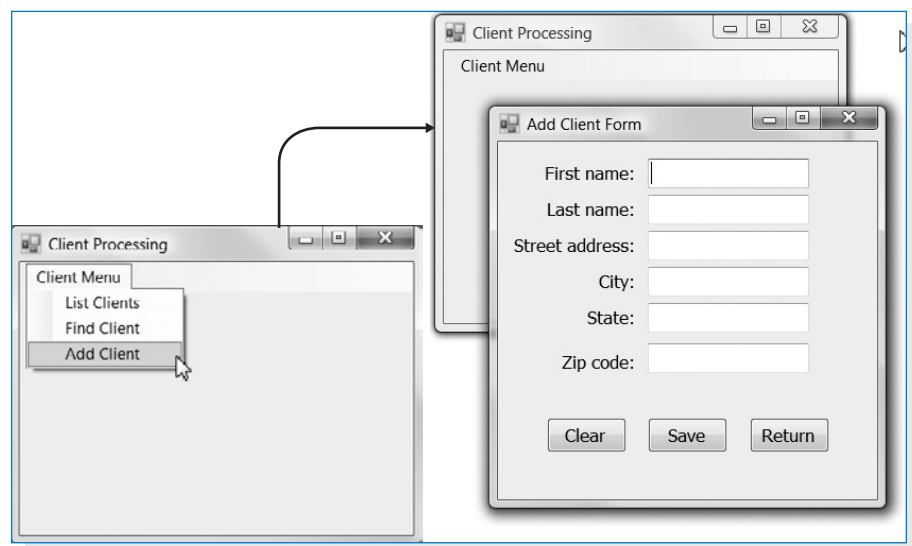 Client Processing
Client Menu
List Clients
Find Client
Add Client
Client Processing
Client Menu
Add Client Form
First name:
Last name:
Street address:
City:
State:
Zip code:
Clear Save Return